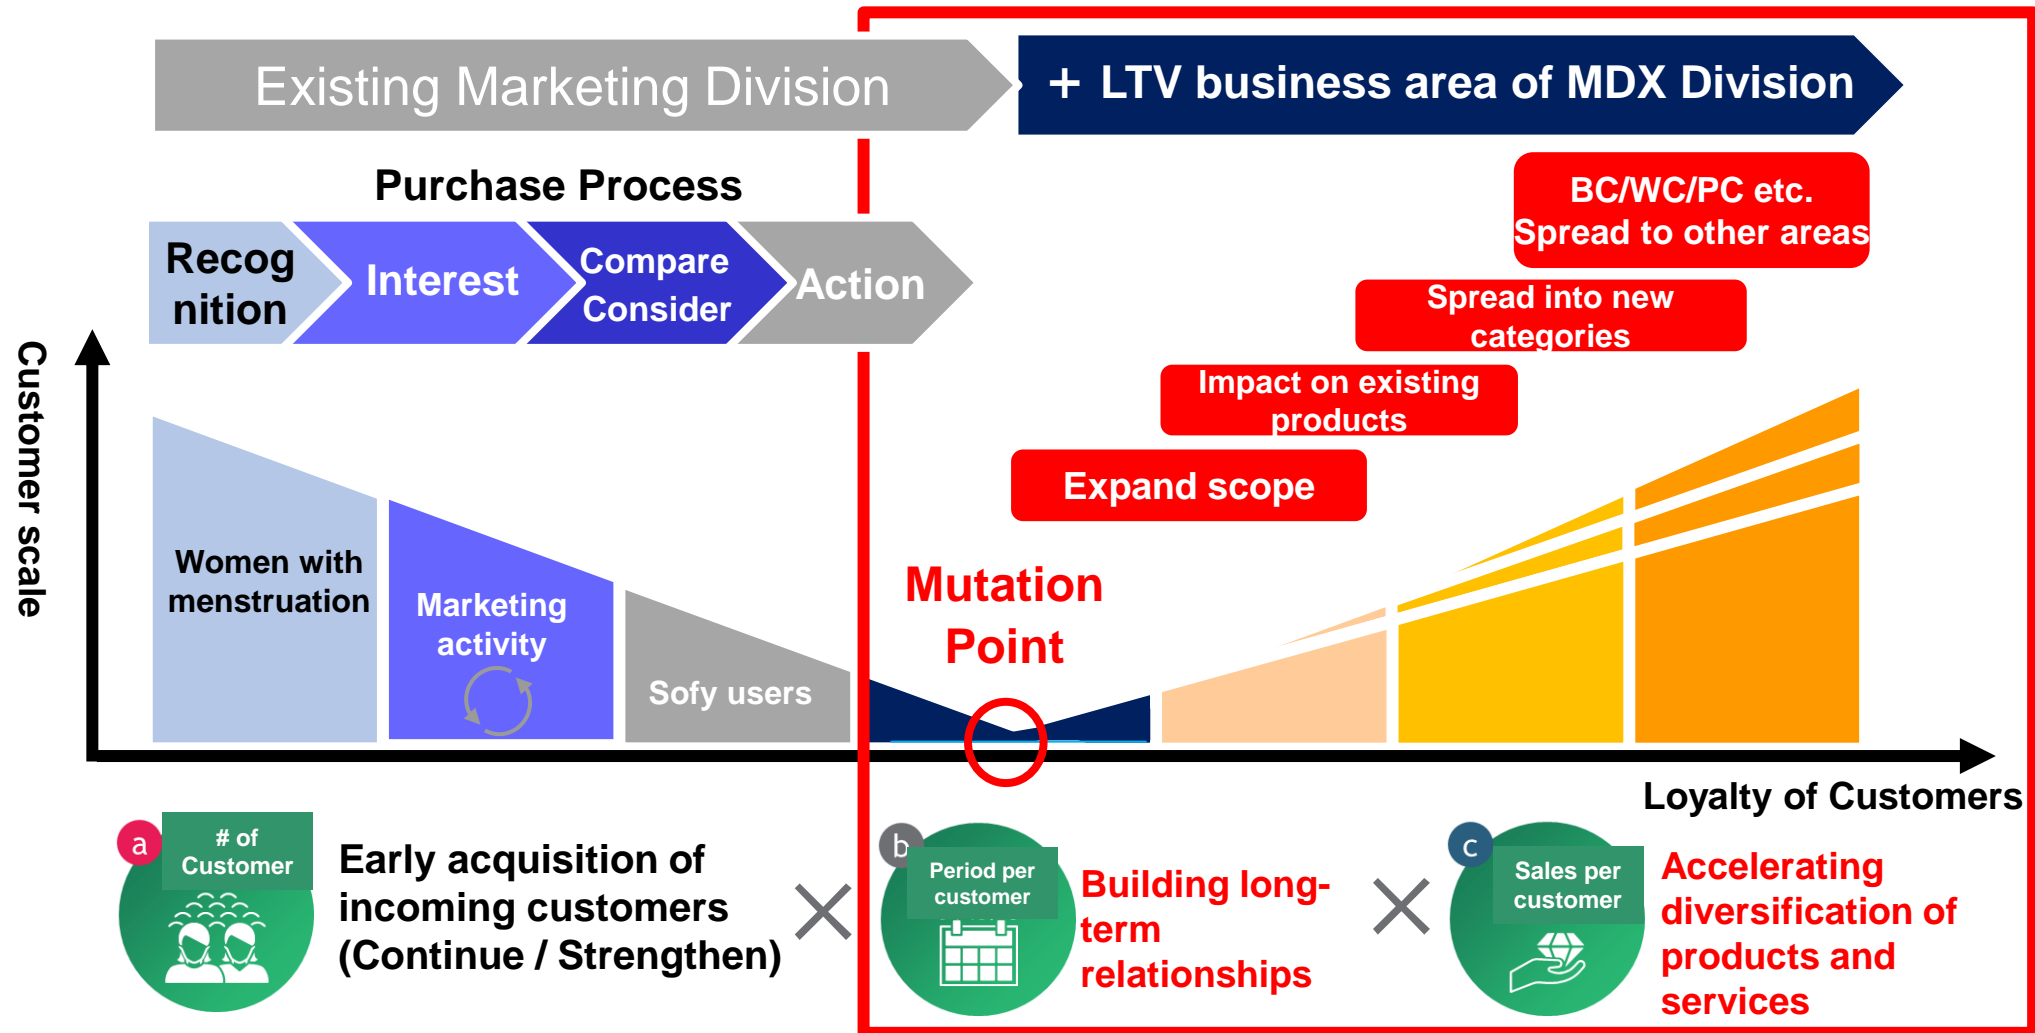 Existing Marketing Division
+ LTV business area of MDX Division
Purchase Process
Recog
nition
Interest
Compare
Consider
Action
BC/WC/PC etc.
Spread to other areas
Spread into new
categories
Impact on existing
products
Expand scope
Customer scale
Women with
menstruation
Marketing
activity
Sofy users
Mutation
Point
Loyalty of Customers
a
# of
Customer
Early acquisition of
incoming customers
(Continue / Strengthen)
×
b
Period per
customer
Building long-
term
relationships
×
c
Sales per
customer
Accelerating
diversification of
products and
services